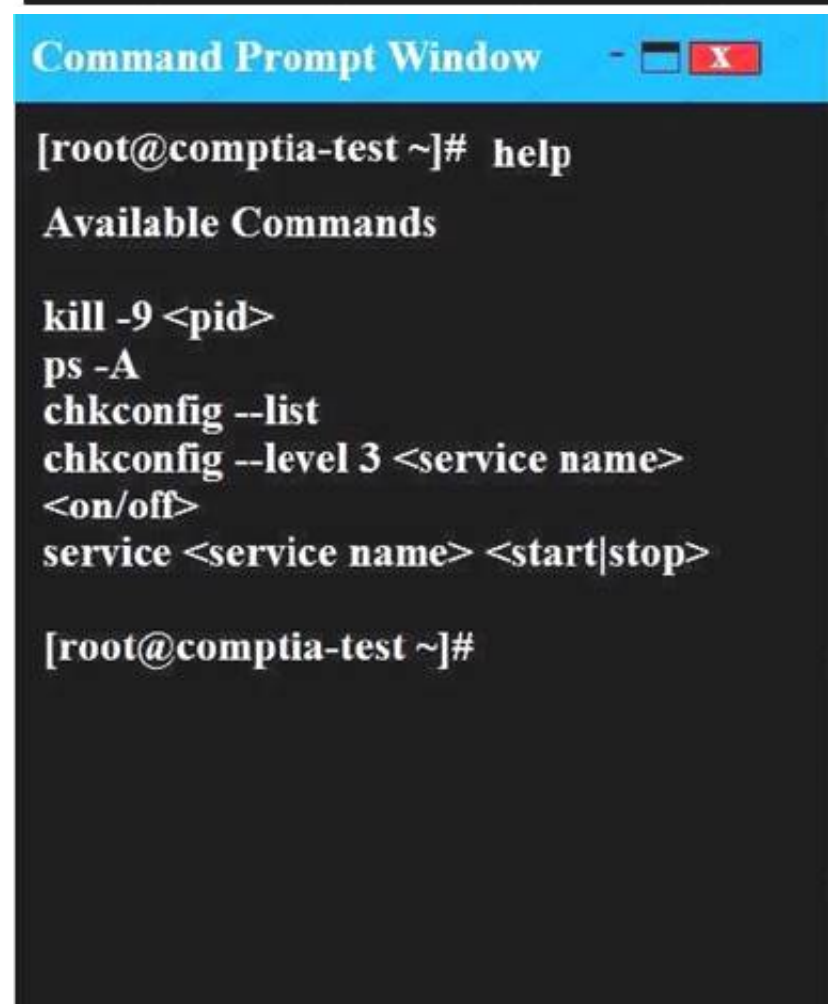 Command Prompt Window - X
[root@comptia-test ~]# help
Available Commands
kill -9 <pid>
ps -A
chkconfig --list
chkconfig --level 3 <service name>
<on/off>
service <service name> <start|stop>
[root@comptia-test ~]#